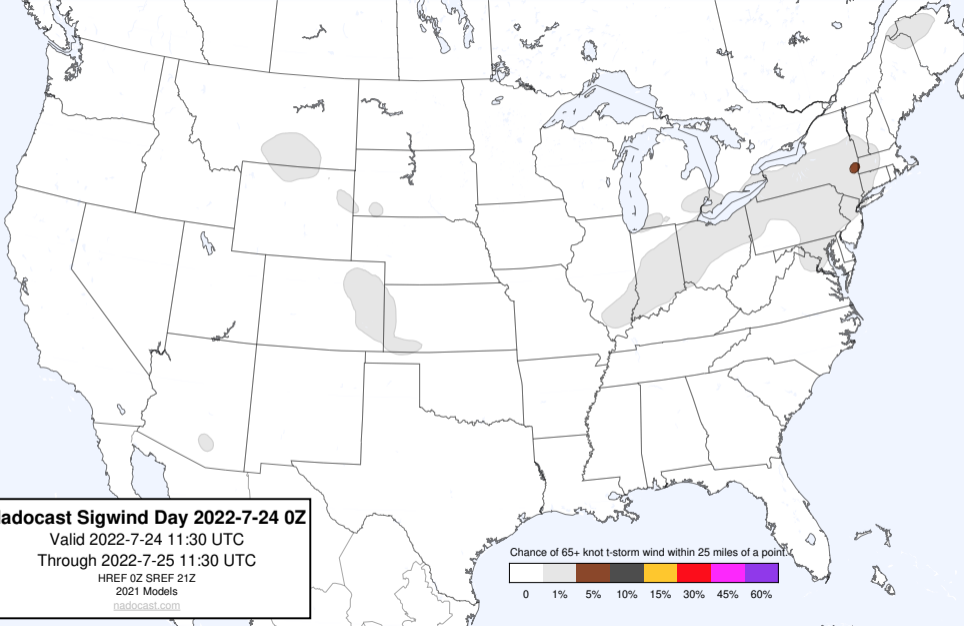 adocast Sigwind Day 2022-7-24 0Z
Valid 2022-7-24 11:30 UTC
Through 2022-7-25 11:30 UTC
HREF 0Z SREF 21Z
2021 Models
nadocast.com
Chance of 65+ knot t-storm wind within 25 miles of a point.
0 1% 5% 10% 15% 30% 45% 60%